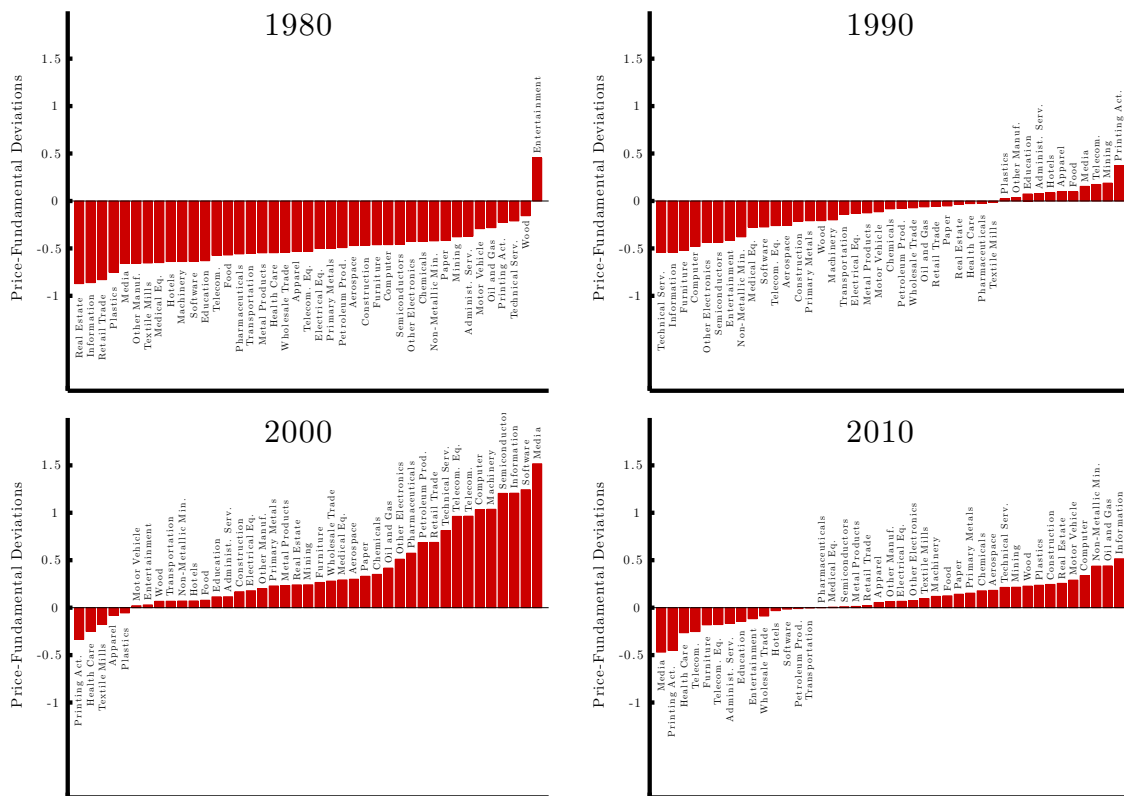 1980
Price-Fundamental Deviations
1.5
1
0.5
0
-0.5
-1
Real Estate
Information
Retail Trade
Plastics
Media
Other Manuf.
Textile Mills
Medical Eq.
Hotels
Machinery
Software
Education
Telecom.
Food
Pharmaceuticals
Transportation
Metal Products
Health Care
Wholesale Trade
Apparel
Telecom. Eq.
Electrical Eq.
Primary Metals
Petroleum Prod.
Aerospace
Construction
Furniture
Computer
Semiconductors
Other Electronics
Chemicals
Non-Metallic Min.
Paper
Mining
Administ. Serv.
Motor Vehicle
Oil and Gas
Printing Act.
Technical Serv.
Wood
Entertainment
1990
Price-Fundamental Deviations
1.5
1
0.5
0
-0.5
-1
Technical Serv.
Information
Furniture
Computer
Other Electronics
Semiconductors
Entertainment
Non-Metallic Min.
Medical Eq.
Software
Telecom. Eq.
Aerospace
Construction
Primary Metals
Wood
Machinery
Transportation
Electrical Eq.
Metal Products
Motor Vehicle
Chemicals
Petroleum Prod.
Wholesale Trade
Oil and Gas
Retail Trade
Paper
Real Estate
Health Care
Pharmaceuticals
Textile Mills
Plastics
Other Manuf.
Education
Administ. Serv.
Hotels
Apparel
Food
Media
Telecom.
Mining
Printing Act.
2000
Price-Fundamental Deviations
1.5
1
0.5
0
-0.5
-1
Printing Act.
Health Care
Textile Mills
Apparel
Plastics
Motor Vehicle
Entertainment
Wood
Transportation
Non-Metallic Min.
Hotels
Food
Education
Administ. Serv.
Construction
Electrical Eq.
Other Manuf.
Primary Metals
Metal Products
Real Estate
Mining
Furniture
Wholesale Trade
Medical Eq.
Aerospace
Paper
Chemicals
Oil and Gas
Other Electronics
Pharmaceuticals
Petroleum Prod.
Retail Trade
Technical Serv.
Telecom. Eq.
Telecom.
Computer
Machinery
Semiconductor
Information
Software
Media
2010
Price-Fundamental Deviations
1.5
1
0.5
0
-0.5
-1
Media
Printing Act.
Health Care
Telecom.
Furniture
Telecom. Eq.
Administ. Serv.
Education
Entertainment
Wholesale Trade
Hotels
Software
Petroleum Prod.
Transportation
Pharmaceuticals
Medical Eq.
Semiconductors
Metal Products
Retail Trade
Apparel
Other Manuf.
Electrical Eq.
Other Electronics
Textile Mills
Machinery
Food
Paper
Primary Metals
Chemicals
Aerospace
Technical Serv.
Mining
Wood
Plastics
Construction
Real Estate
Motor Vehicle
Computer
Non-Metallic Min.
Oil and Gas
Information